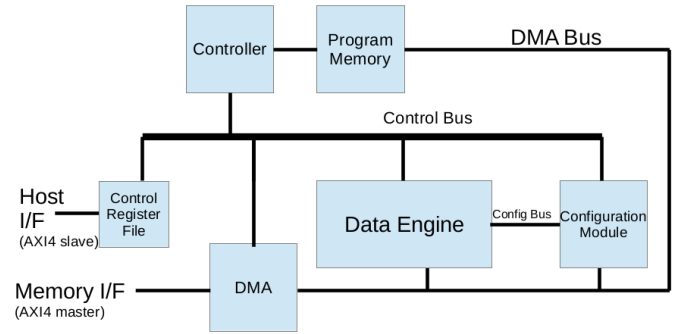 Controller
Program
Memory
DMA Bus
Control Bus
Host
I/F
(AXI4 slave)
Control
Register
File
Data Engine
Config Bus
Configuration
Module
Memory I/F
(AXI4 master)
DMA